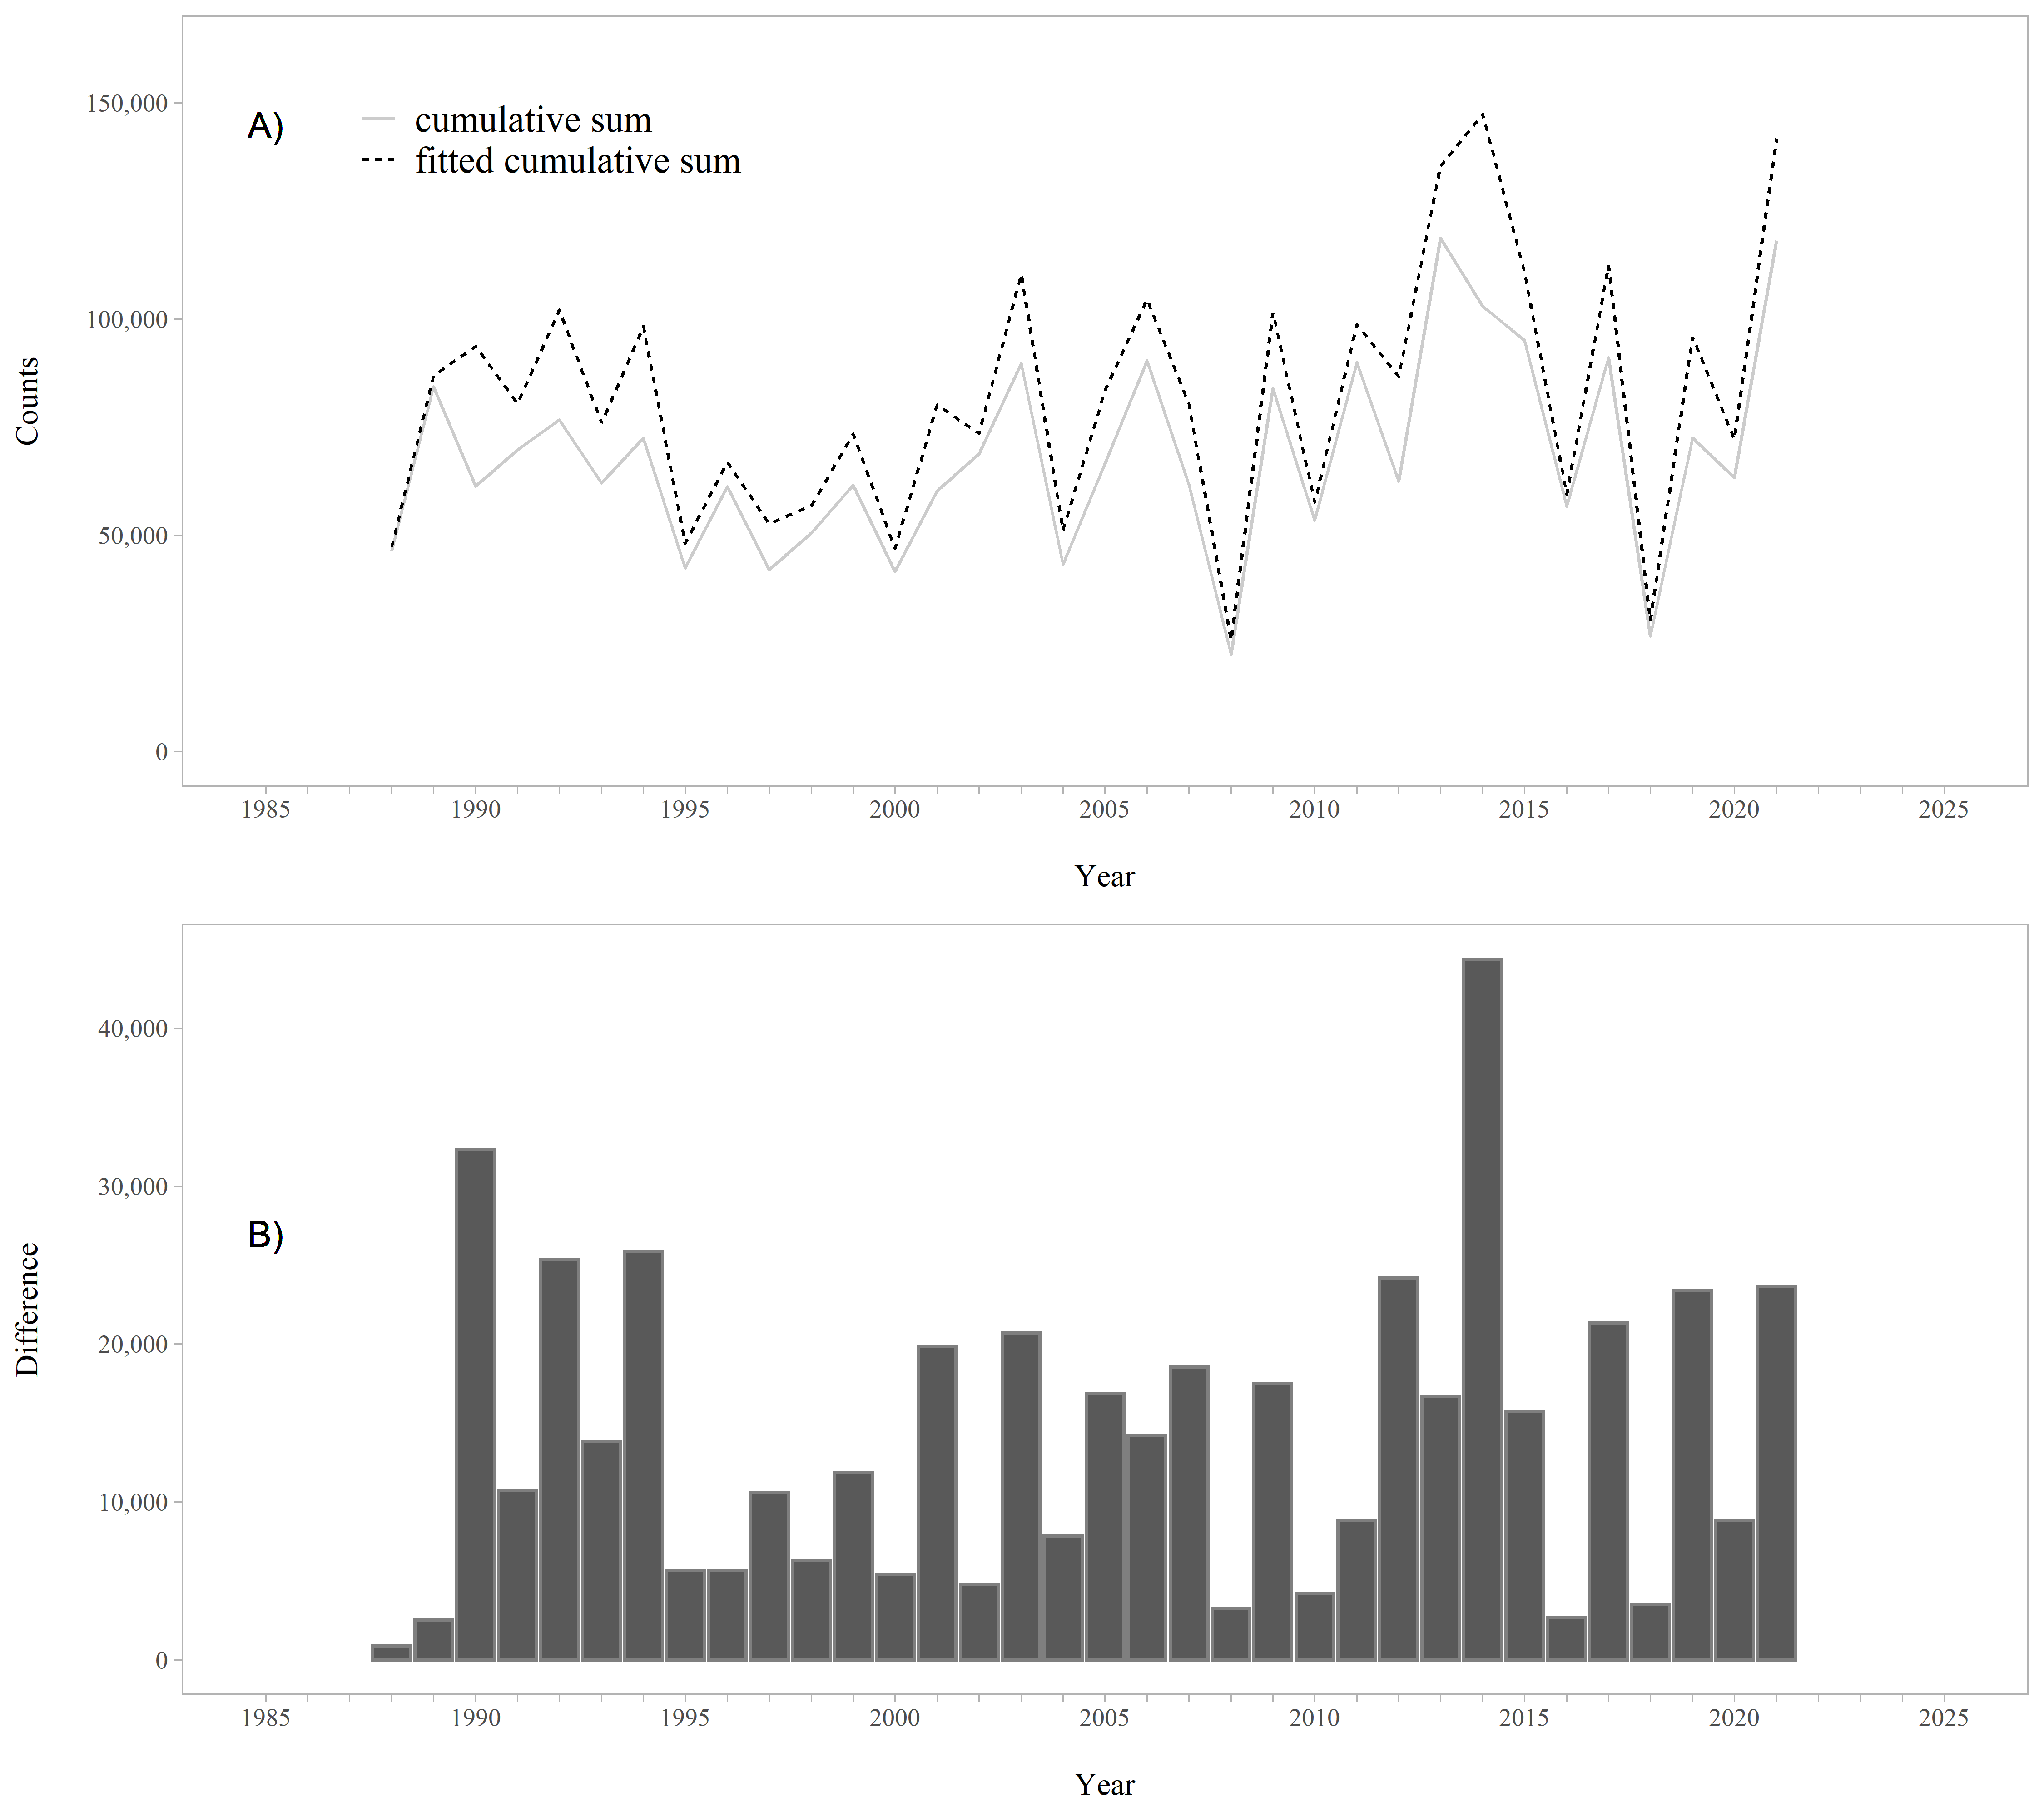 150,000
A)
cumulative sum
fitted cumulative sum
100,000
Counts
50,000
0
1985 1990 1995 2000 2005 2010 2015 2020 2025
Year
40,000
30,000
B)
Difference
20,000
10,000
0
1985 1990 1995 2000 2005 2010 2015 2020 2025
Year